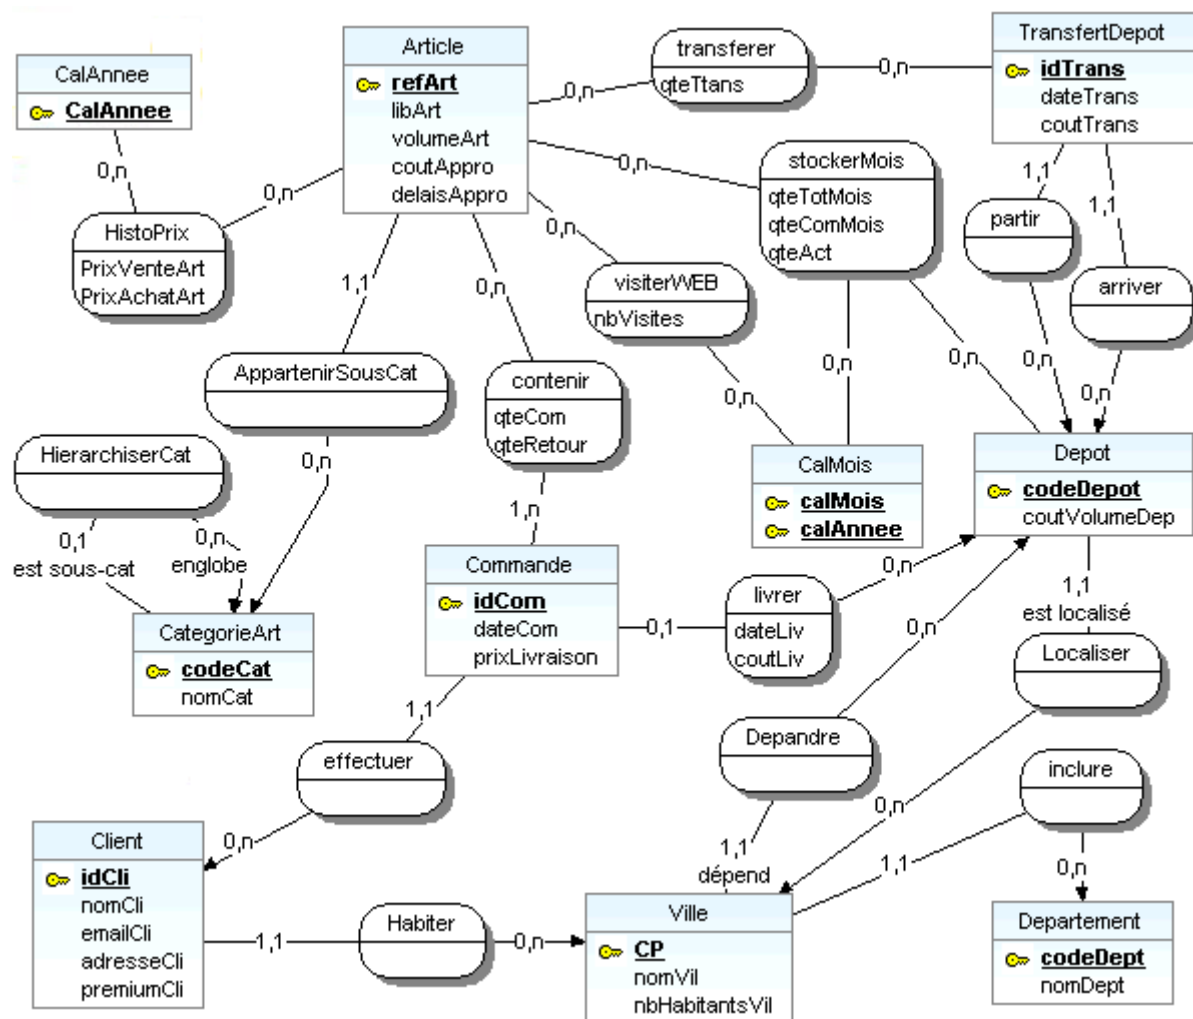 Article
refArt
libArt
volumeArt
coutAppro
delaisAppro
transferer
qteTtans
0,n
0,n
TransfertDepot
idTrans
dateTrans
coutTrans
CalAnnee
CalAnnee
0,n
0,n
HistoPrix
PrixVenteArt
PrixAchatArt
0,n
stockerMois
qteTotMois
qteComMois
qteAct
1,1
1,1
partir
arriver
0,n
visiterWEB
nbVisites
1,1
0,n
AppartenirSousCat
contenir
qteCom
qteRetour
0,n
0,n
0,n
0,n
0,n
HierarchiserCat
0,n
0,1
est sous-cat
0,n
englobe
CalMois
calMois
calAnnee
Depot
codeDepot
coutVolumeDep
1,n
CategorieArt
codeCat
nomCat
Commande
idCom
dateCom
prixLivraison
0,1
livrer
dateLiv
coutLiv
0,n
0,n
1,1
est localisé
Localiser
1,1
effectuer
0,n
Depandre
1,1
dépend
0,n
inclure
1,1
0,n
Client
idCli
nomCli
emailCli
adresseCli
premiumCli
1,1
Habiter
0,n
Ville
CP
nomVil
nbHabitantsVil
Departement
codeDept
nomDept